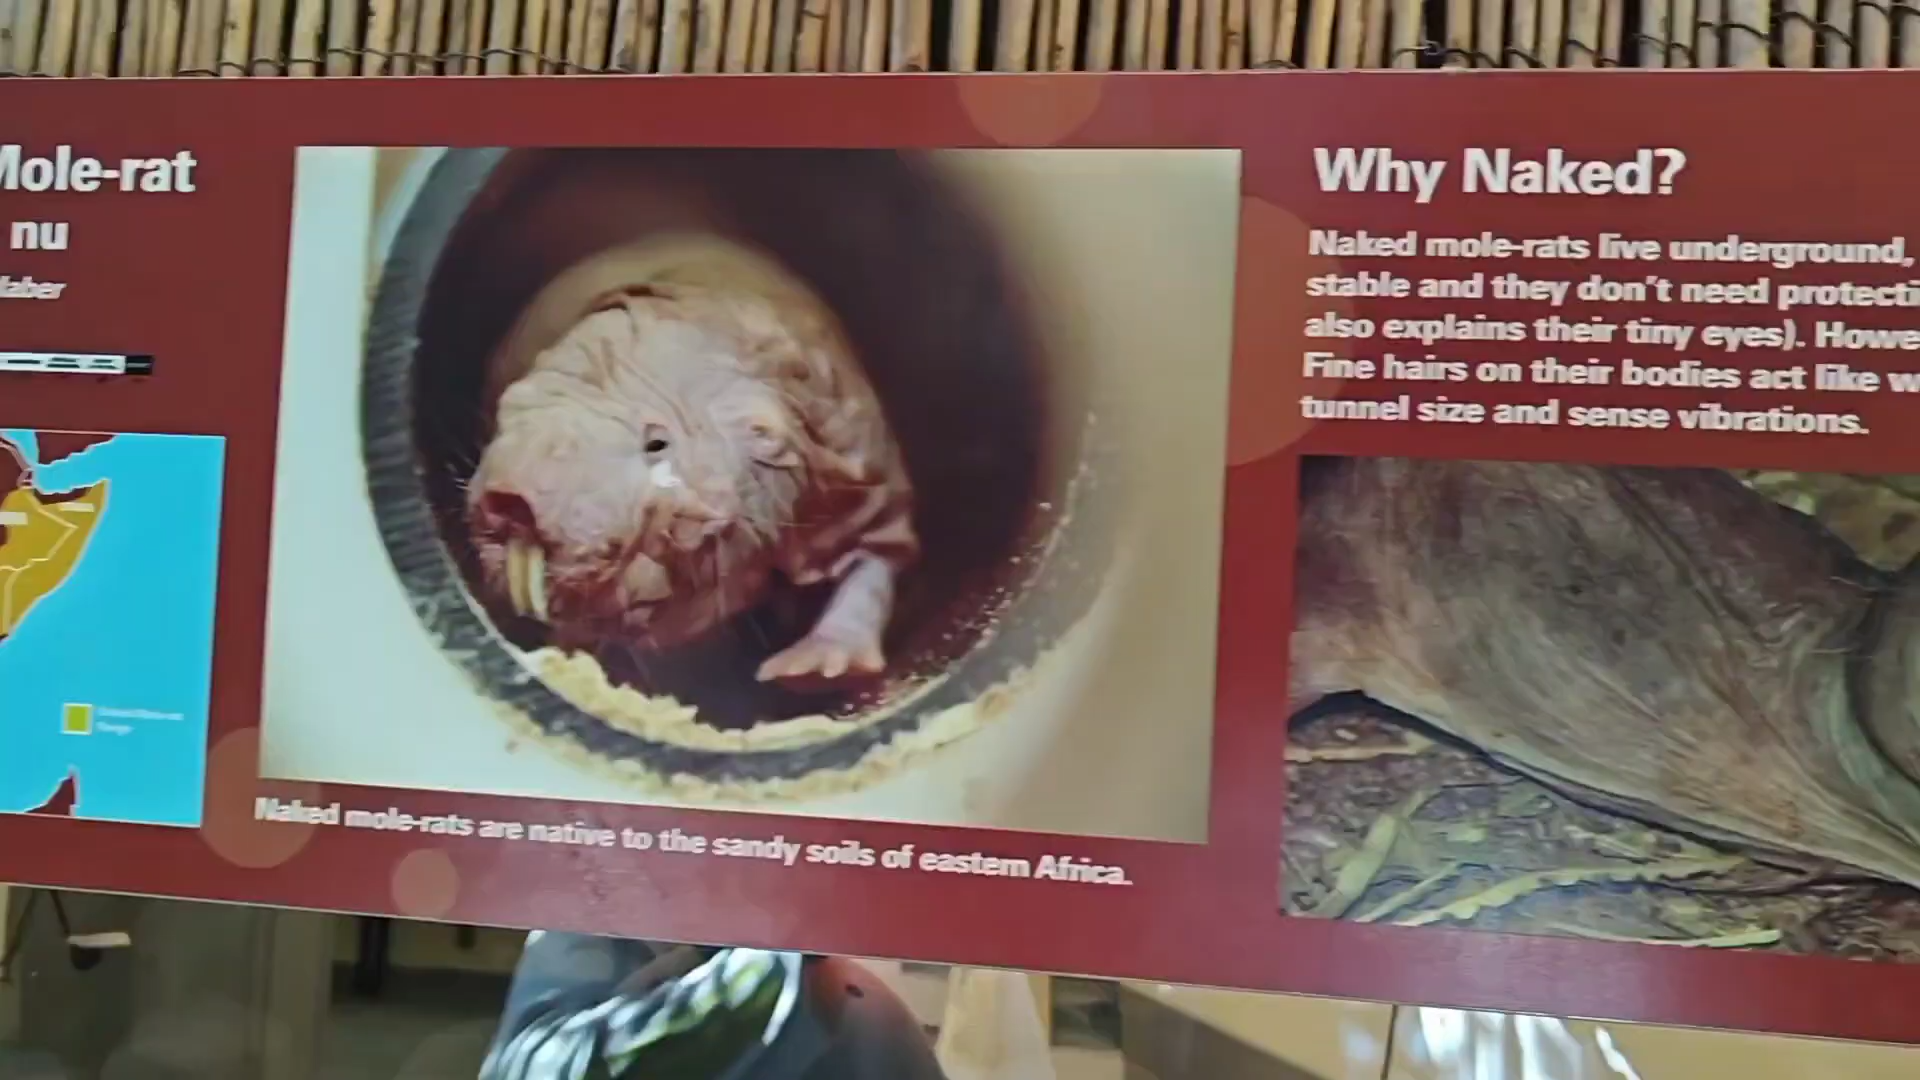 Mole-rat
nu
Why Naked?
Naked mole-rats live underground,
stable and they don't need protecti
also explains their tiny eyes). Howe
Fine hairs on their bodies act like w
tunnel size and sense vibrations.
Naked mole-rats are native to the sandy soils of eastern Africa.